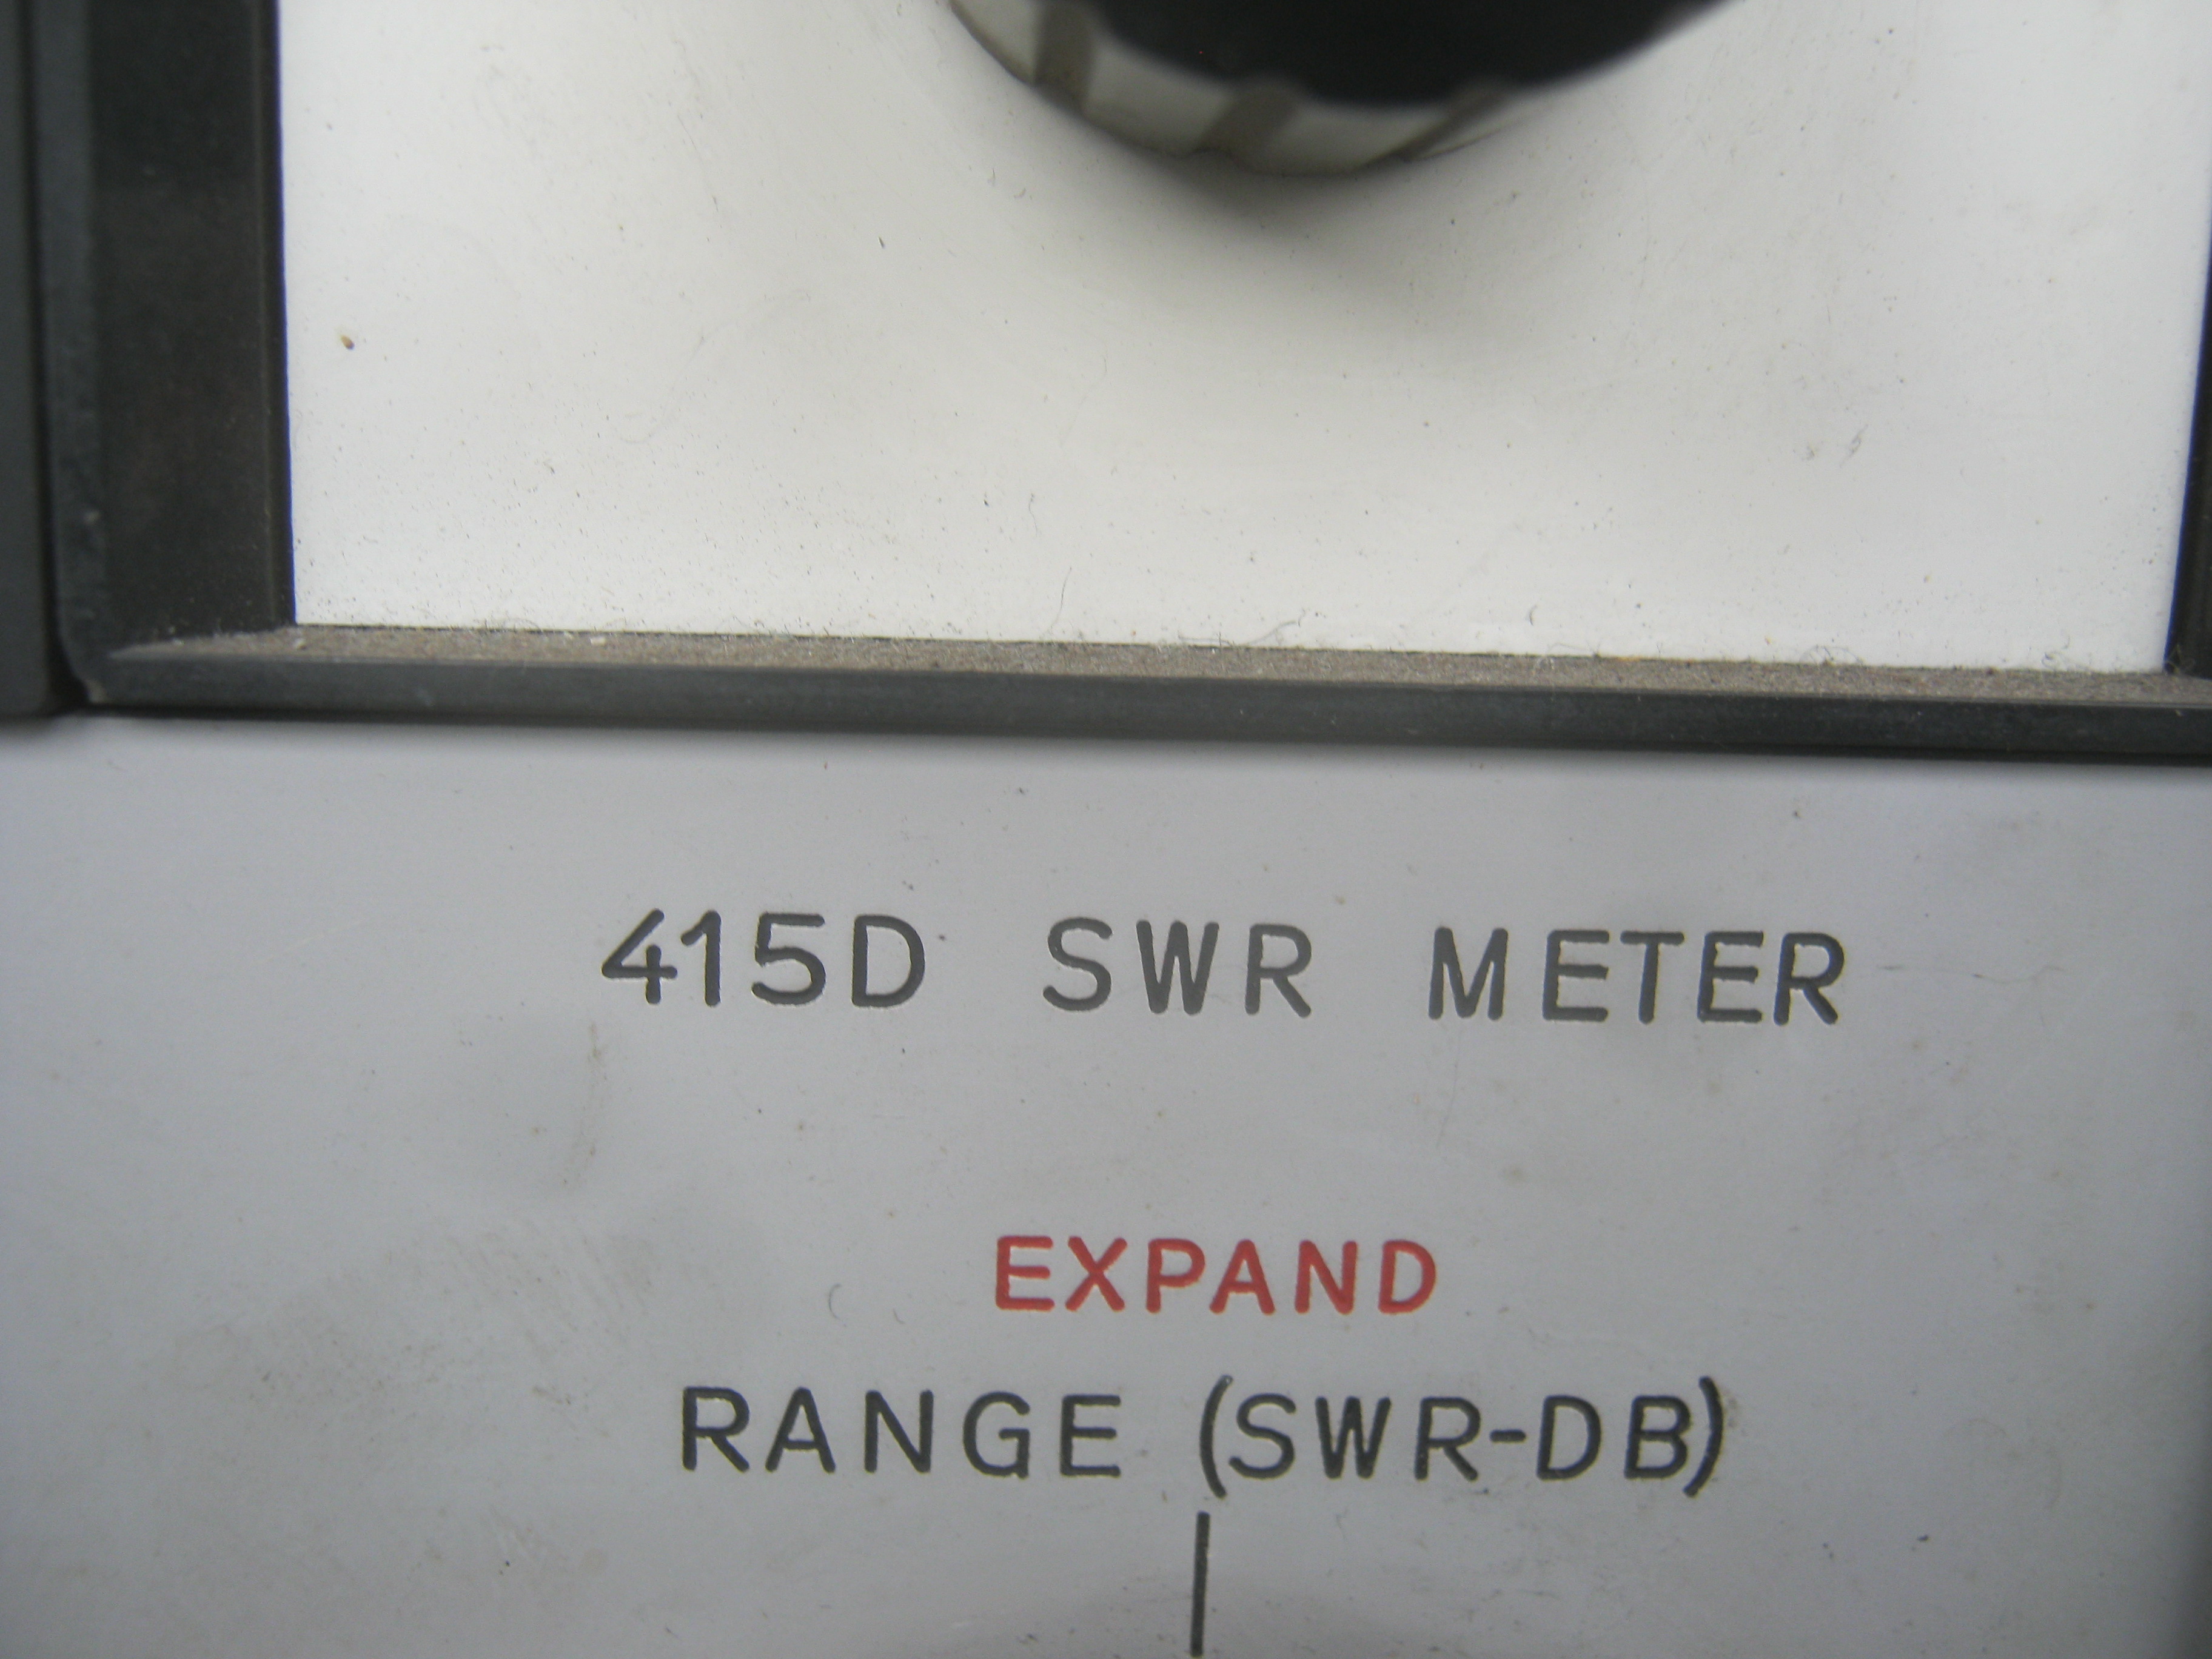 415D SWR METER
EXPAND
RANGE (SWR-DB)